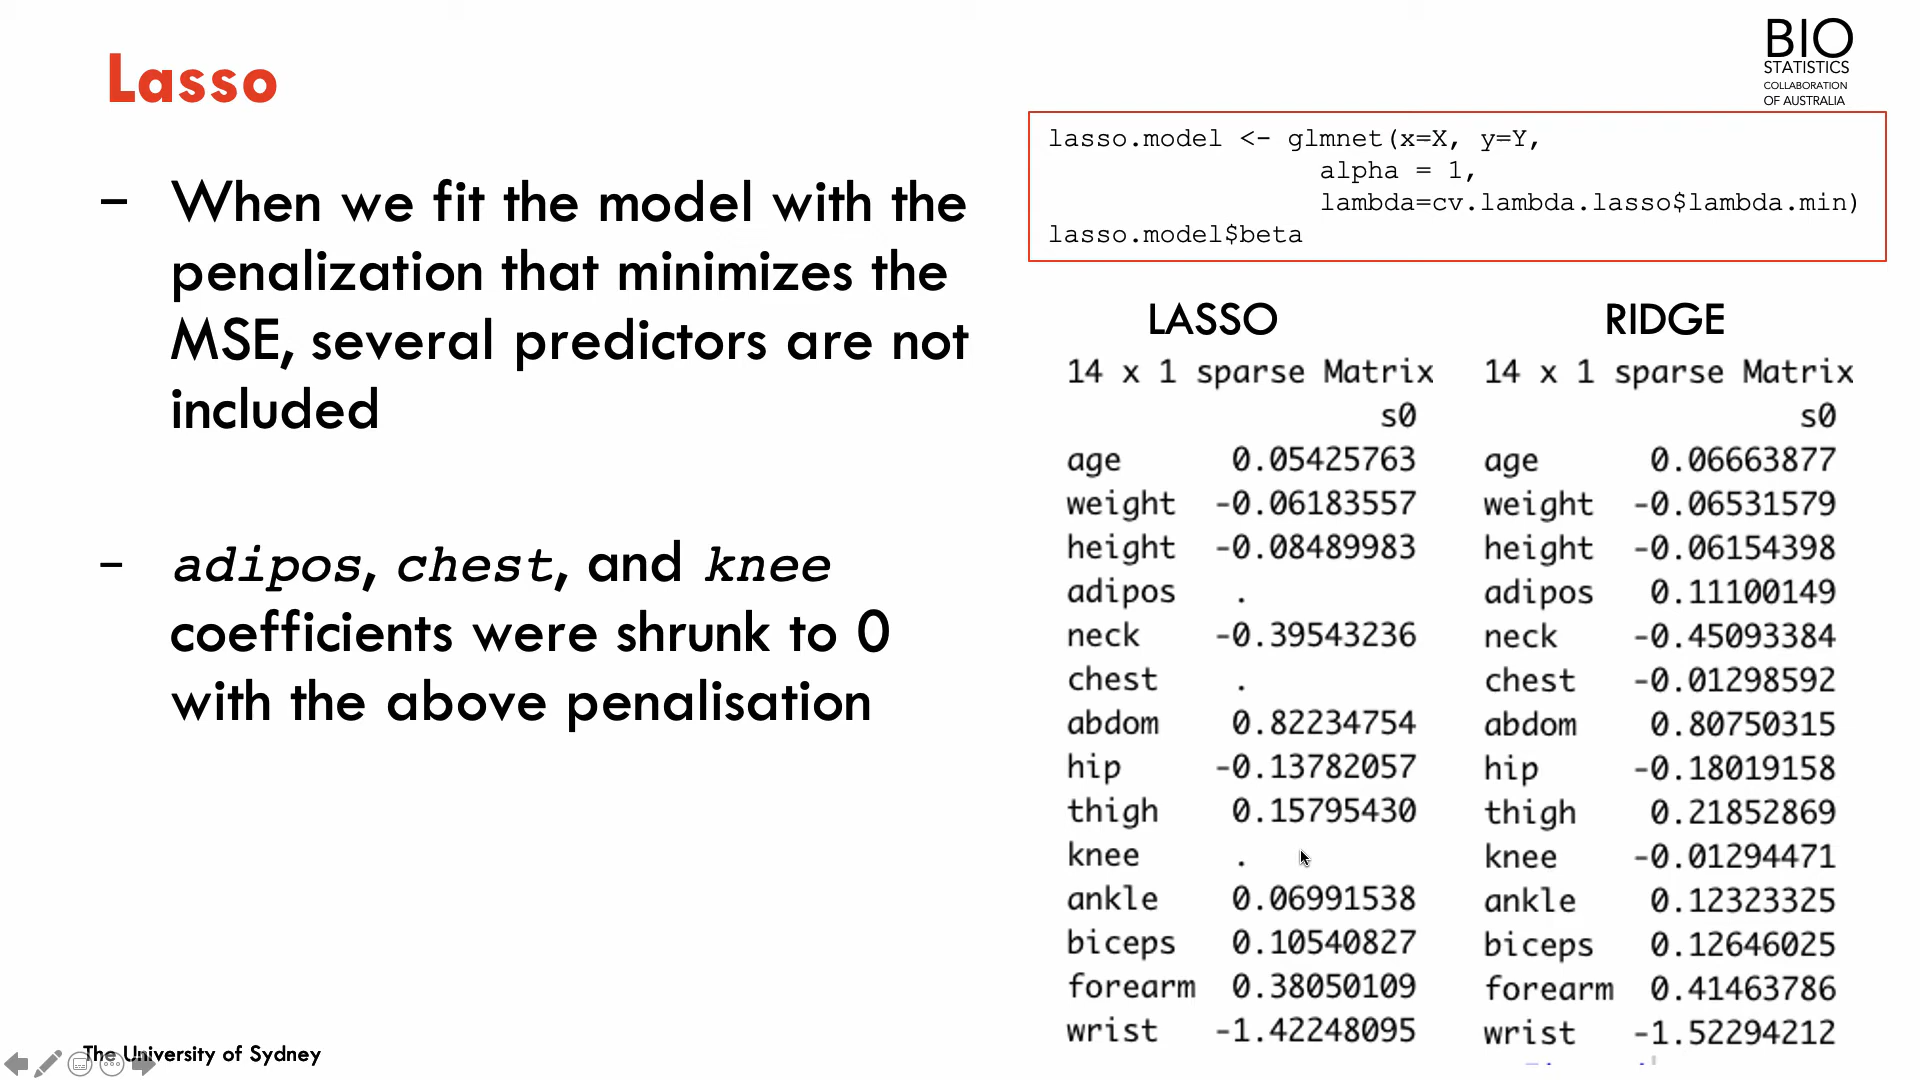 Lasso
BIO
STATISTICS
COLLABORATION
OF AUSTRALIA
– When we fit the model with the
penalization that minimizes the
MSE, several predictors are not
included
– adipos, chest, and knee
coefficients were shrunk to 0
with the above penalisation
lasso.model <- glmnet(x=X, y=Y,
alpha = 1,
lambda=cv.lambda.lasso$lambda.min)
lasso.model$beta
LASSO
14 x 1 sparse Matrix
s0
age 0.05425763
weight -0.06183557
height -0.08489983
adipos .
neck -0.39543236
chest .
abdom 0.82234754
hip -0.13782057
thigh 0.15795430
knee .
ankle 0.06991538
biceps 0.10540827
forearm 0.38050109
wrist -1.42248095
RIDGE
14 x 1 sparse Matrix
s0
age 0.06663877
weight -0.06531579
height -0.06154398
adipos 0.11100149
neck -0.45093384
chest -0.01298592
abdom 0.80750315
hip -0.18019158
thigh 0.21852869
knee -0.01294471
ankle 0.12323325
biceps 0.12646025
forearm 0.41463786
wrist -1.52294212
The University of Sydney